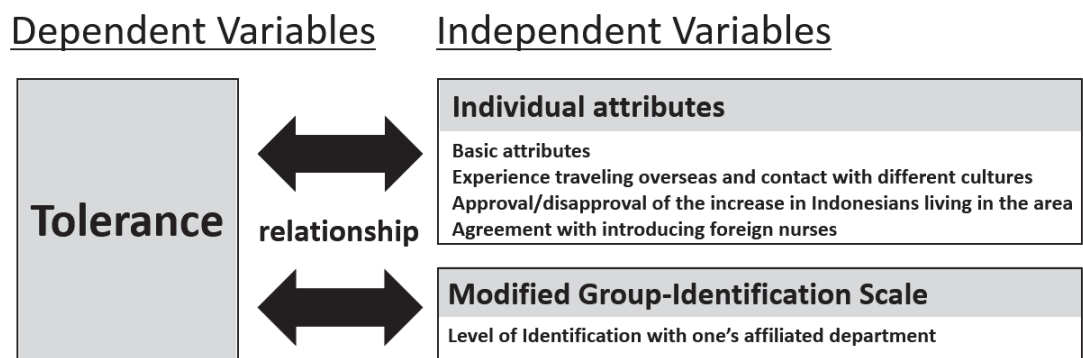 Dependent Variables
Independent Variables
Tolerance
relationship
Individual attributes
Basic attributes
Experience traveling overseas and contact with different cultures
Approval/disapproval of the increase in Indonesians living in the area
Agreement with introducing foreign nurses
Modified Group-Identification Scale
Level of Identification with one’s affiliated department